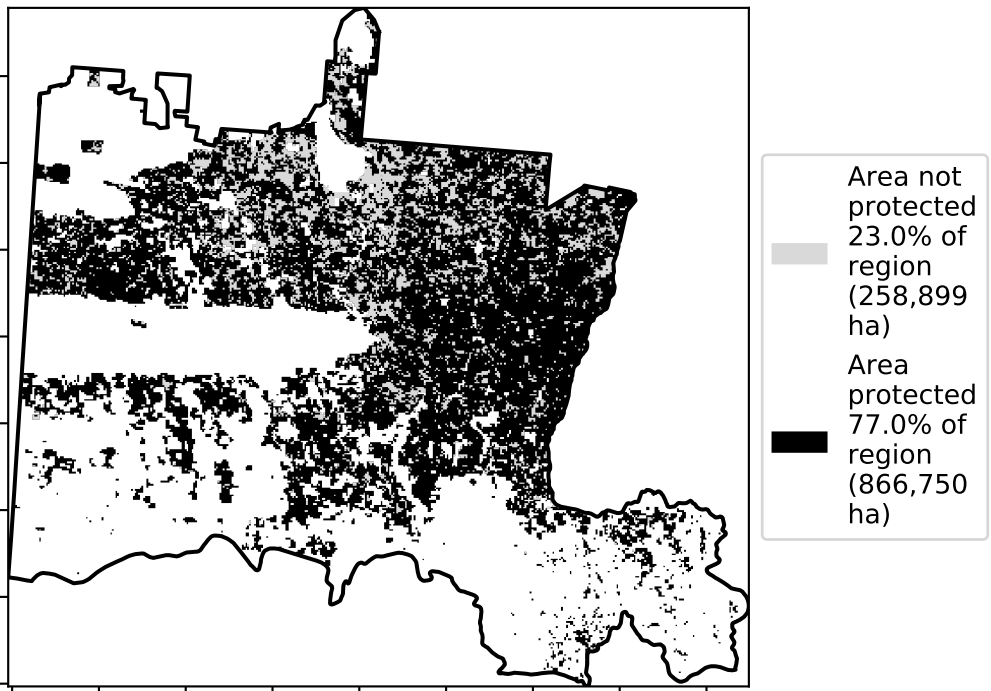 Area not
protected
23.0% of
region
(258,899
ha)
Area
protected
77.0% of
region
(866,750
ha)